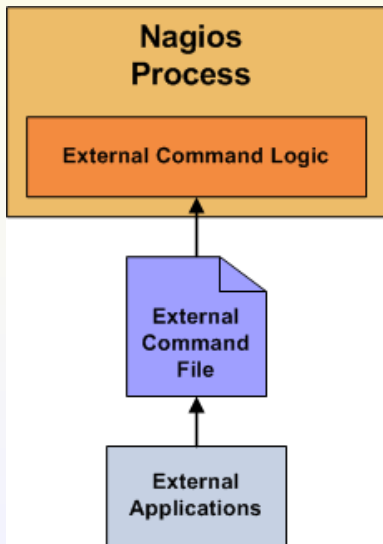 Nagios
Process
External Command Logic
External
Command
File
External
Applications